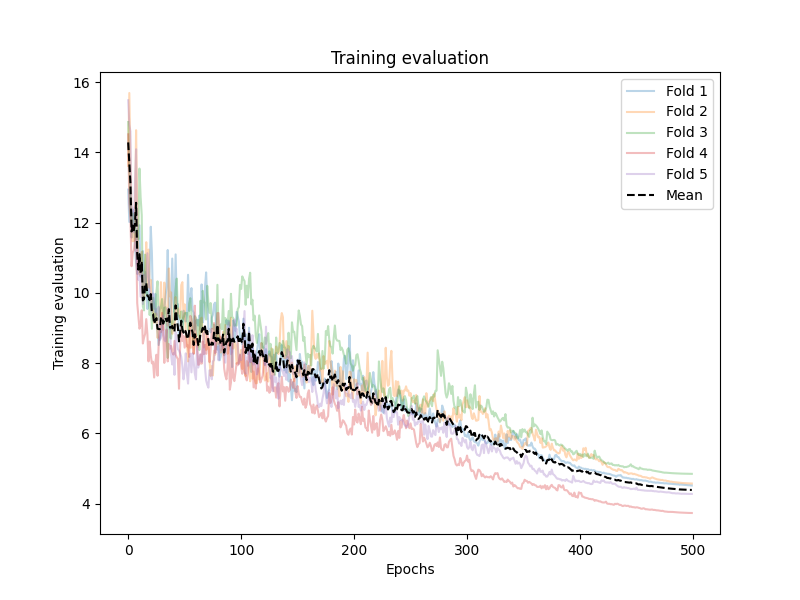 Training evaluation
Training evaluation
16
14
12
10
8
6
4
0
100
200
300
400
500
Epochs
Fold 1
Fold 2
Fold 3
Fold 4
Fold 5
Mean